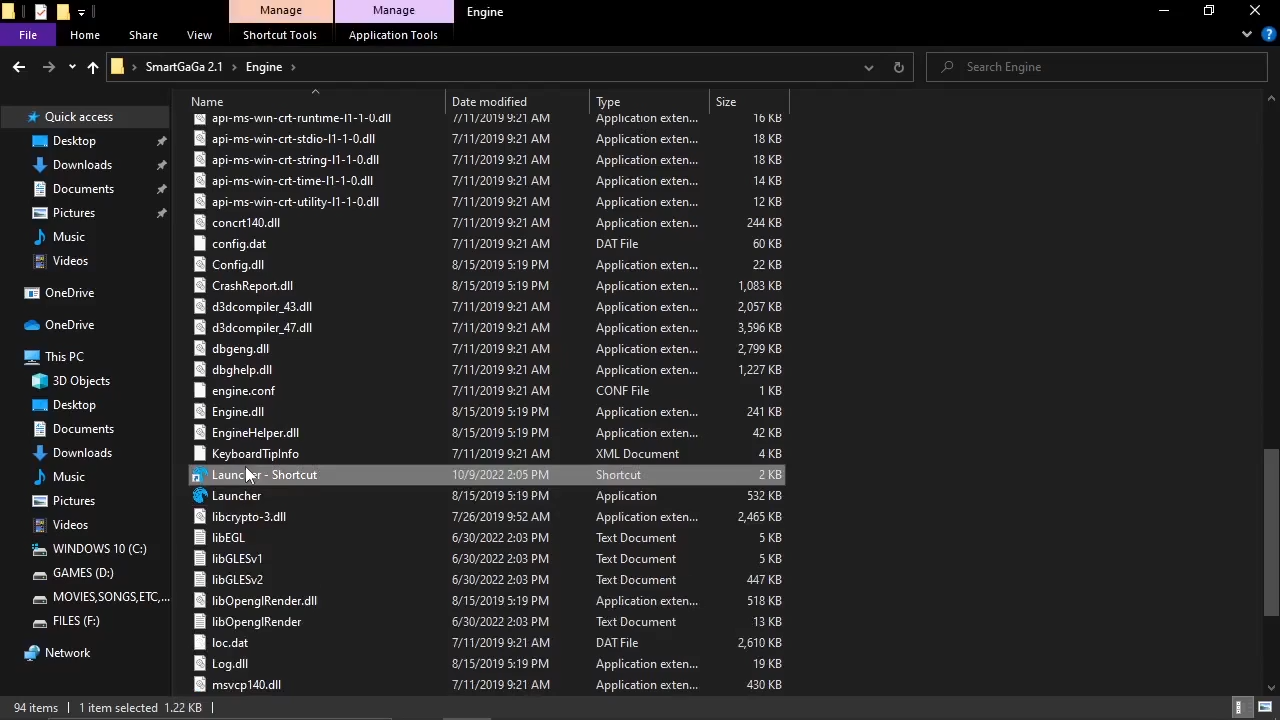 Manage Manage Engine
File Home Share View Shortcut Tools Application Tools
SmartGaGa 2.1 Engine Search Engine
Name Date modified Type Size
Quick access
Desktop
Downloads
Documents
Pictures
Music
Videos
OneDrive
OneDrive
This PC
3D Objects
Desktop
Documents
Downloads
Music
Pictures
Videos
WINDOWS 10 (C:)
GAMES (D:)
MOVIES,SONGS,ETC,...
FILES (F:)
Network
api-ms-win-crt-runtime-l1-1-0.dll 7/11/2019 9:21 AM Application exten... 16 KB
api-ms-win-crt-stdio-l1-1-0.dll 7/11/2019 9:21 AM Application exten... 18 KB
api-ms-win-crt-string-l1-1-0.dll 7/11/2019 9:21 AM Application exten... 18 KB
api-ms-win-crt-time-l1-1-0.dll 7/11/2019 9:21 AM Application exten... 14 KB
api-ms-win-crt-utility-l1-1-0.dll 7/11/2019 9:21 AM Application exten... 12 KB
concrt140.dll 7/11/2019 9:21 AM Application exten... 244 KB
config.dat 7/11/2019 9:21 AM DAT File 60 KB
Config.dll 8/15/2019 5:19 PM Application exten... 22 KB
CrashReport.dll 8/15/2019 5:19 PM Application exten... 1,083 KB
d3dcompiler_43.dll 7/11/2019 9:21 AM Application exten... 2,057 KB
d3dcompiler_47.dll 7/11/2019 9:21 AM Application exten... 3,596 KB
dbgeng.dll 7/11/2019 9:21 AM Application exten... 2,799 KB
dbghelp.dll 7/11/2019 9:21 AM Application exten... 1,227 KB
engine.conf 7/11/2019 9:21 AM CONF File 1 KB
Engine.dll 8/15/2019 5:19 PM Application exten... 241 KB
EngineHelper.dll 8/15/2019 5:19 PM Application exten... 42 KB
KeyboardTipInfo 7/11/2019 9:21 AM XML Document 4 KB
Launcher - Shortcut 10/9/2022 2:05 PM Shortcut 2 KB
Launcher 8/15/2019 5:19 PM Application 532 KB
libcrypto-3.dll 7/26/2019 9:52 AM Application exten... 2,465 KB
libEGL 6/30/2022 2:03 PM Text Document 5 KB
libGLESv1 6/30/2022 2:03 PM Text Document 5 KB
libGLESv2 6/30/2022 2:03 PM Text Document 447 KB
libOpenglRender.dll 8/15/2019 5:19 PM Application exten... 518 KB
libOpenglRender 6/30/2022 2:03 PM Text Document 13 KB
loc.dat 7/11/2019 9:21 AM DAT File 2,610 KB
Log.dll 8/15/2019 5:19 PM Application exten... 19 KB
msvcp140.dll 7/11/2019 9:21 AM Application exten... 430 KB
94 items 1 item selected 1.22 KB